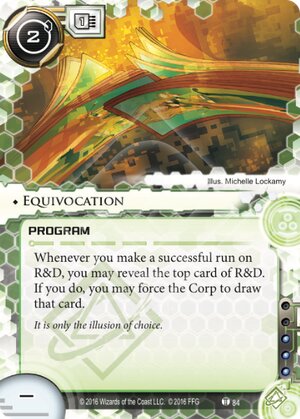 2
1
Illus. Michelle Lockamy
◆ EQUIVOCATION
PROGRAM
Whenever you make a successful run on
R&D, you may reveal the top card of R&D.
If you do, you may force the Corp to draw
that card.
It is only the illusion of choice.
–
© 2016 Wizards of the Coast LLC. © 2016 FFG
84